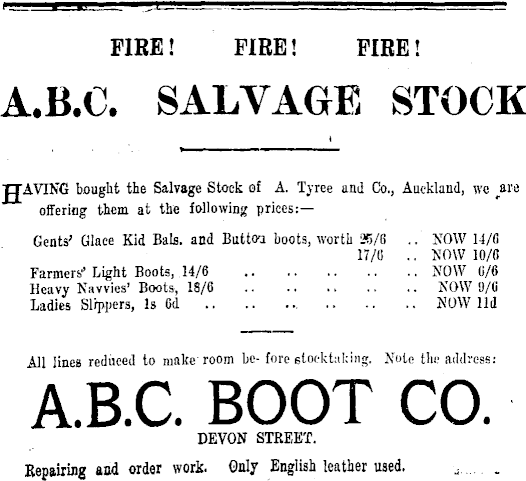 FIRE! FIRE! FIRE!
A.B.C. SALVAGE STOCK
HAVING bought the Salvage Stock of A. Tyree and Co., Auckland, we are
offering them at the following prices:—
Gents' Glace Kid Bals. and Button boots, worth 25/6 .. NOW 14/6
17/6 .. NOW 10/6
Farmers' Light Boots, 14/6 .. .. .. .. .. NOW 6/6
Heavy Navvies' Boots, 18/6 .. .. .. .. .. NOW 9/6
Ladies Slippers, 1s 6d .. .. .. .. .. .. NOW 11d
All lines reduced to make room be- fore stocktaking. Note the address:
A.B.C. BOOT CO.
DEVON STREET.
Repairing and order work. Only English leather used.